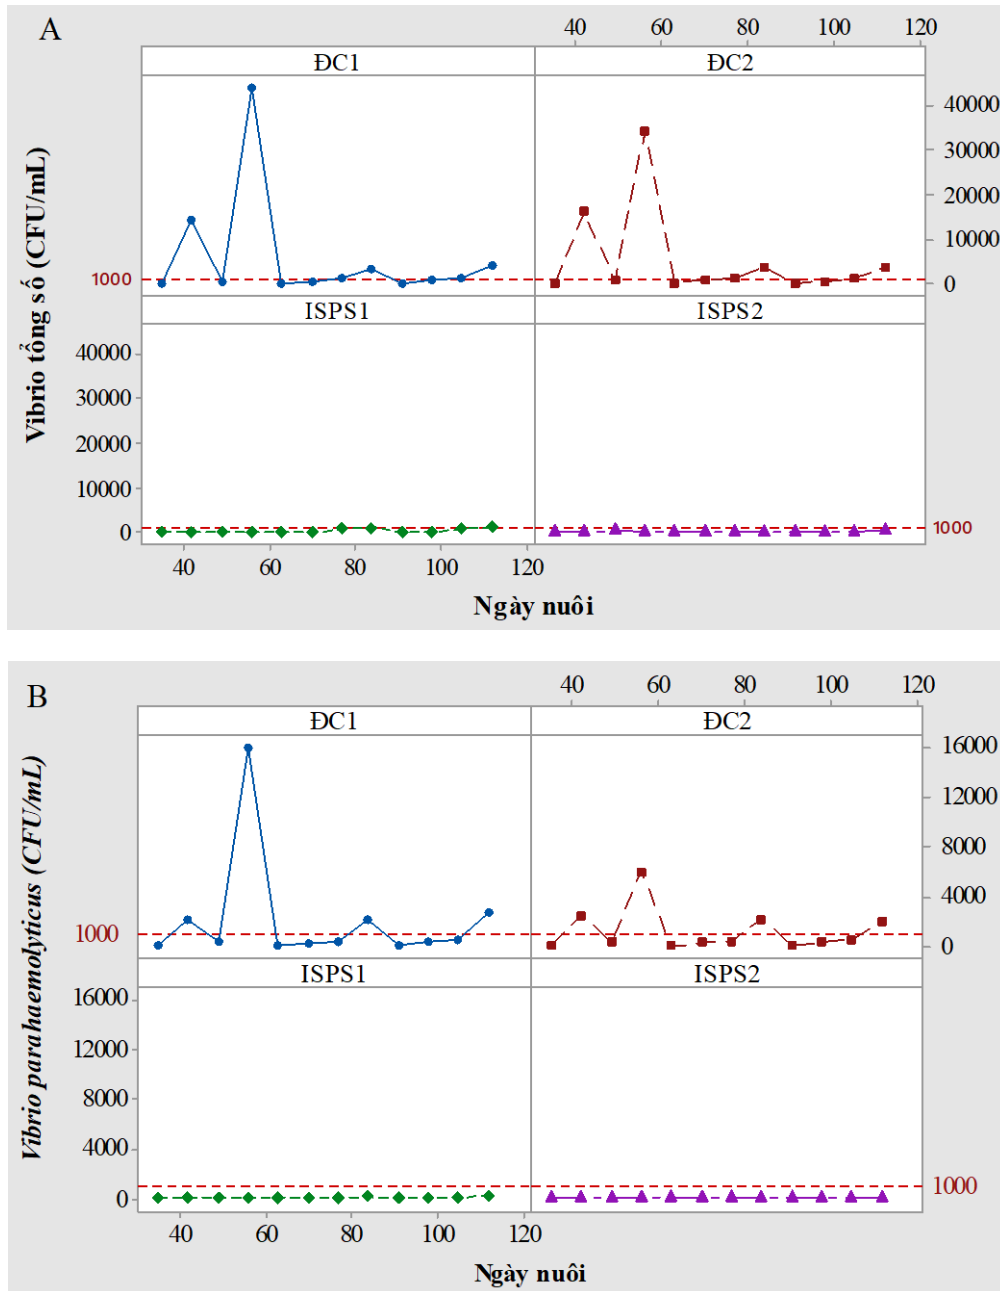 A
40 60 80 100 120
ĐC1 ĐC2
40000
30000
20000
10000
0
1000
Vibrio tổng số (CFU/mL)
ISPS1 ISPS2
40000
30000
20000
10000
0
1000
40 60 80 100 120
Ngày nuôi
B
40 60 80 100 120
ĐC1 ĐC2
16000
12000
8000
4000
0
1000
Vibrio parahaemolyticus (CFU/mL)
ISPS1 ISPS2
16000
12000
8000
4000
0
1000
40 60 80 100 120
Ngày nuôi